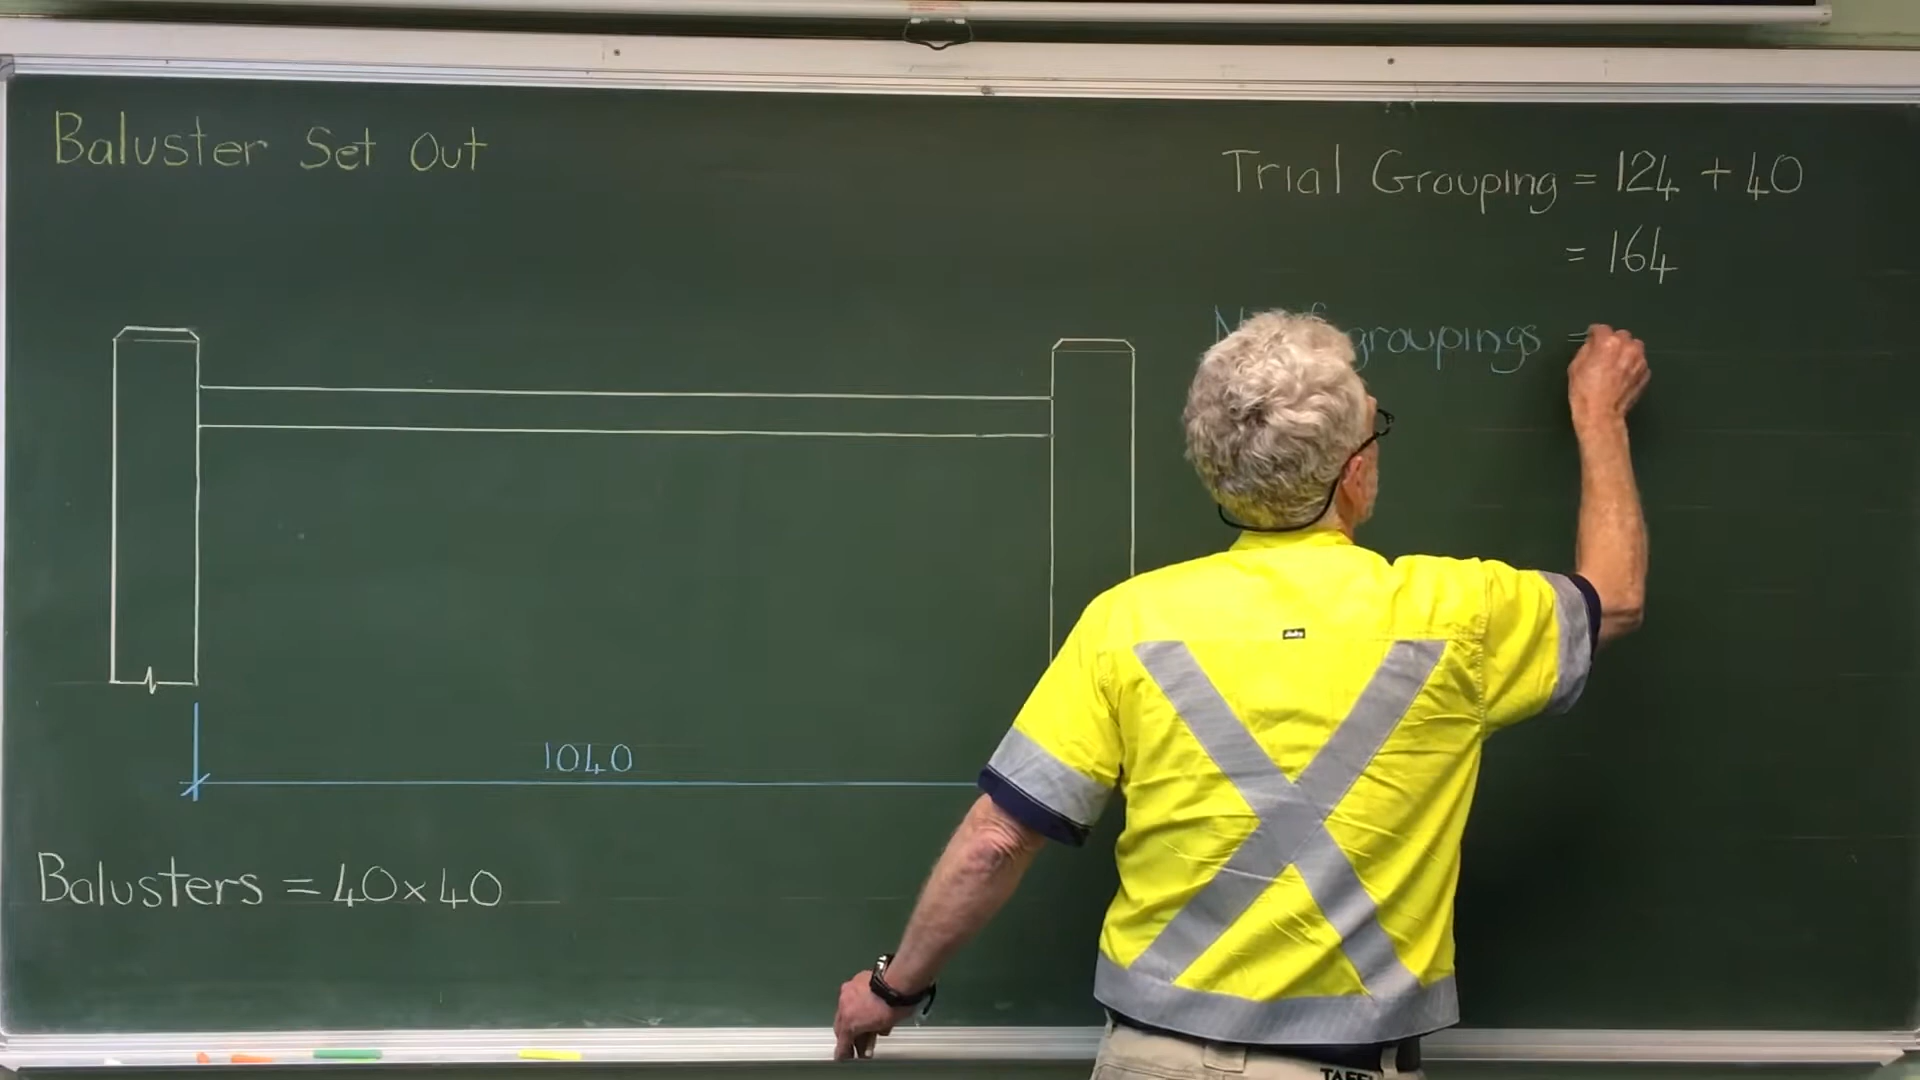 Baluster Set Out
Trial Grouping = 124 + 40
= 164
groupings =
1040
Balusters = 40x40